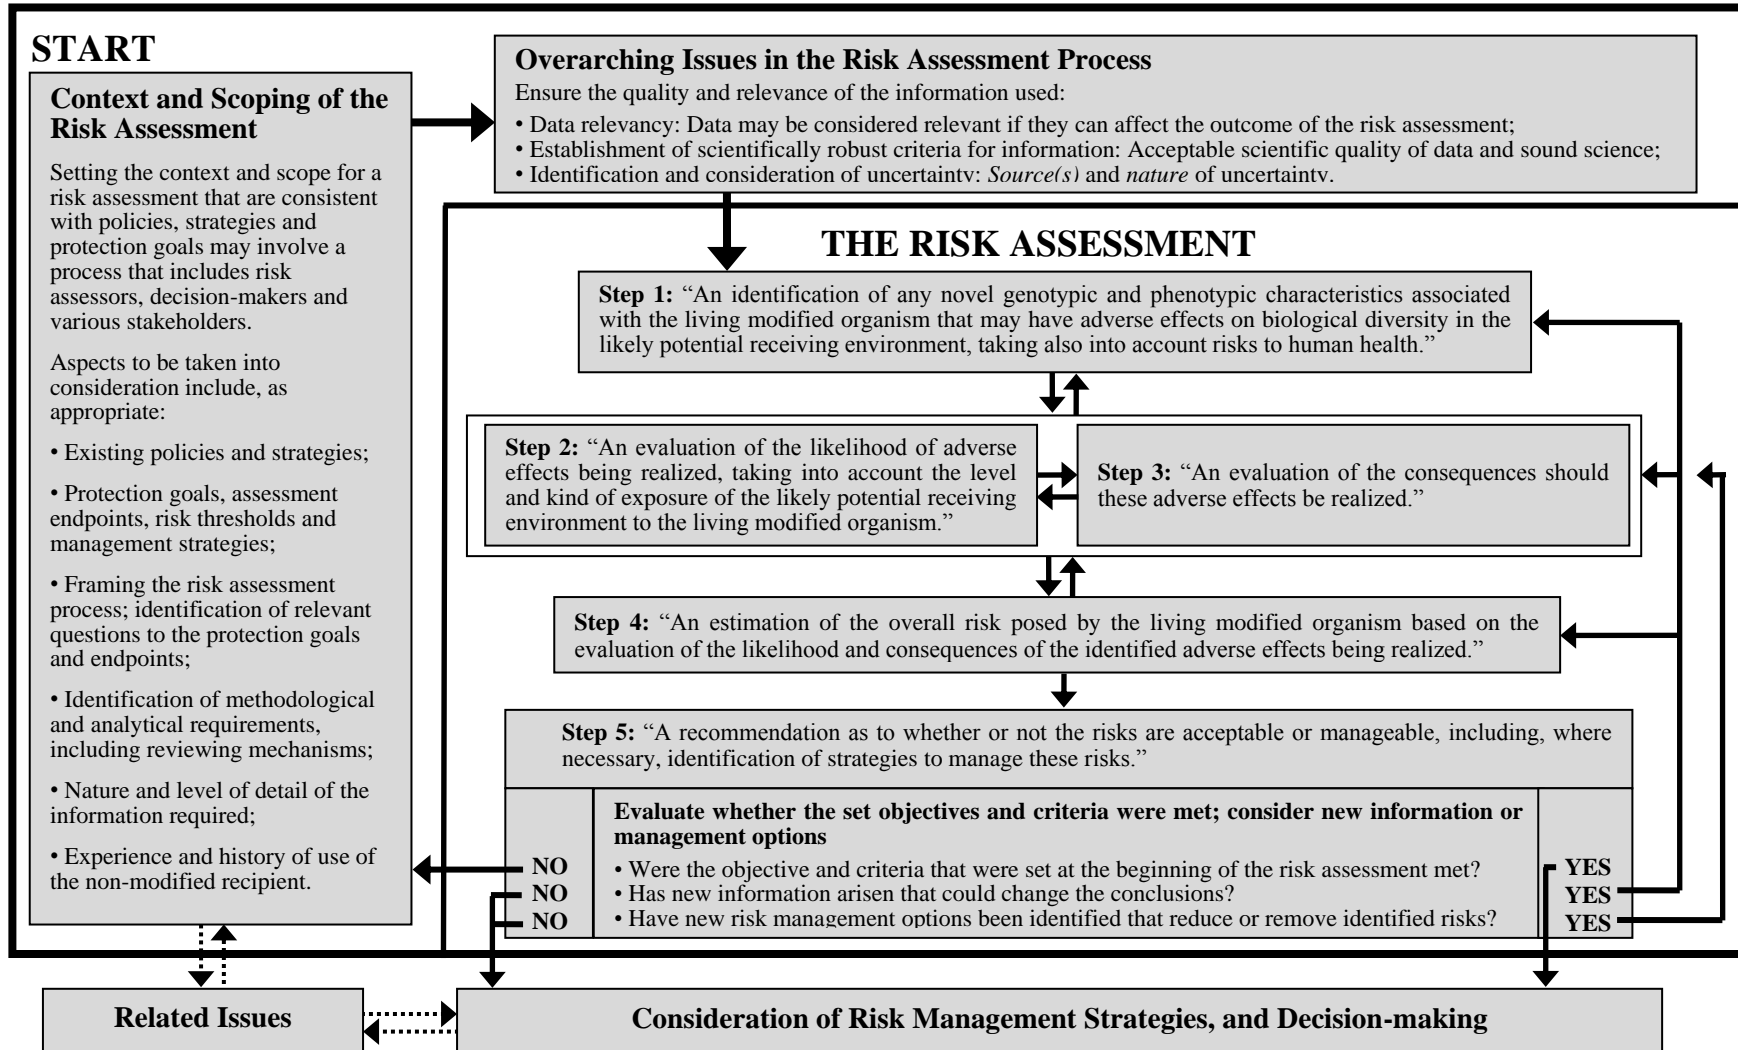 START
Context and Scoping of the
Risk Assessment
Setting the context and scope for a
risk assessment that are consistent
with policies, strategies and
protection goals may involve a
process that includes risk
assessors, decision-makers and
various stakeholders.
Aspects to be taken into
consideration include, as
appropriate:
• Existing policies and strategies;
• Protection goals, assessment
endpoints, risk thresholds and
management strategies;
• Framing the risk assessment
process; identification of relevant
questions to the protection goals
and endpoints;
• Identification of methodological
and analytical requirements,
including reviewing mechanisms;
• Nature and level of detail of the
information required;
• Experience and history of use of
the non-modified recipient.
Overarching Issues in the Risk Assessment Process
Ensure the quality and relevance of the information used:
• Data relevancy: Data may be considered relevant if they can affect the outcome of the risk assessment;
• Establishment of scientifically robust criteria for information: Acceptable scientific quality of data and sound science;
• Identification and consideration of uncertainty: Source(s) and nature of uncertainty.
THE RISK ASSESSMENT
Step 1: “An identification of any novel genotypic and phenotypic characteristics associated
with the living modified organism that may have adverse effects on biological diversity in the
likely potential receiving environment, taking also into account risks to human health.”
Step 2: “An evaluation of the likelihood of adverse
effects being realized, taking into account the level
and kind of exposure of the likely potential receiving
environment to the living modified organism.”
Step 3: “An evaluation of the consequences should
these adverse effects be realized.”
Step 4: “An estimation of the overall risk posed by the living modified organism based on the
evaluation of the likelihood and consequences of the identified adverse effects being realized.”
Step 5: “A recommendation as to whether or not the risks are acceptable or manageable, including, where
necessary, identification of strategies to manage these risks.”
Evaluate whether the set objectives and criteria were met; consider new information or
management options
NO • Were the objective and criteria that were set at the beginning of the risk assessment met? YES
NO • Has new information arisen that could change the conclusions? YES
NO • Have new risk management options been identified that reduce or remove identified risks? YES
Related Issues
Consideration of Risk Management Strategies, and Decision-making